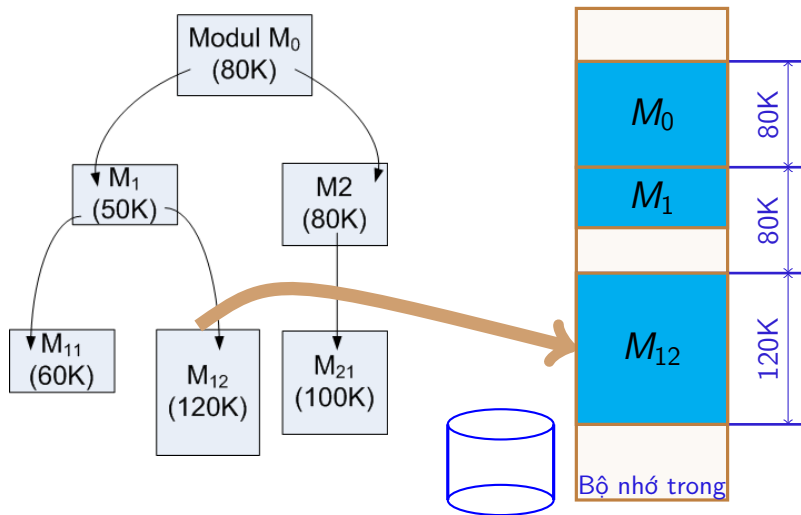 Modul M₀
(80K)
M₁
(50K)
M2
(80K)
M₁₁
(60K)
M₁₂
(120K)
M₂₁
(100K)
M₀
80K
M₁
80K
M₁₂
120K
Bộ nhớ trong